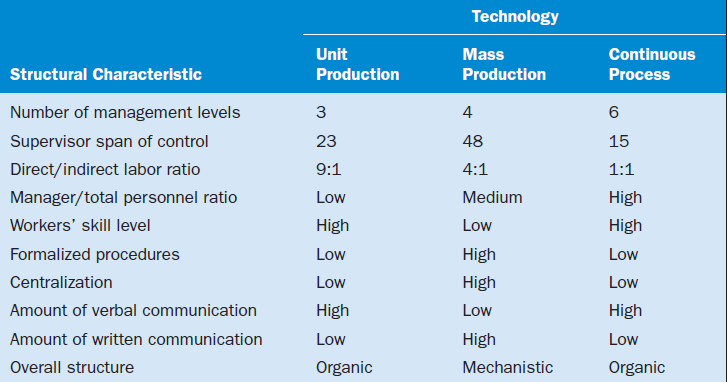 Technology
Structural Characteristic Unit Production Mass Production Continuous Process
Number of management levels 3 4 6
Supervisor span of control 23 48 15
Direct/indirect labor ratio 9:1 4:1 1:1
Manager/total personnel ratio Low Medium High
Workers’ skill level High Low High
Formalized procedures Low High Low
Centralization Low High Low
Amount of verbal communication High Low High
Amount of written communication Low High Low
Overall structure Organic Mechanistic Organic